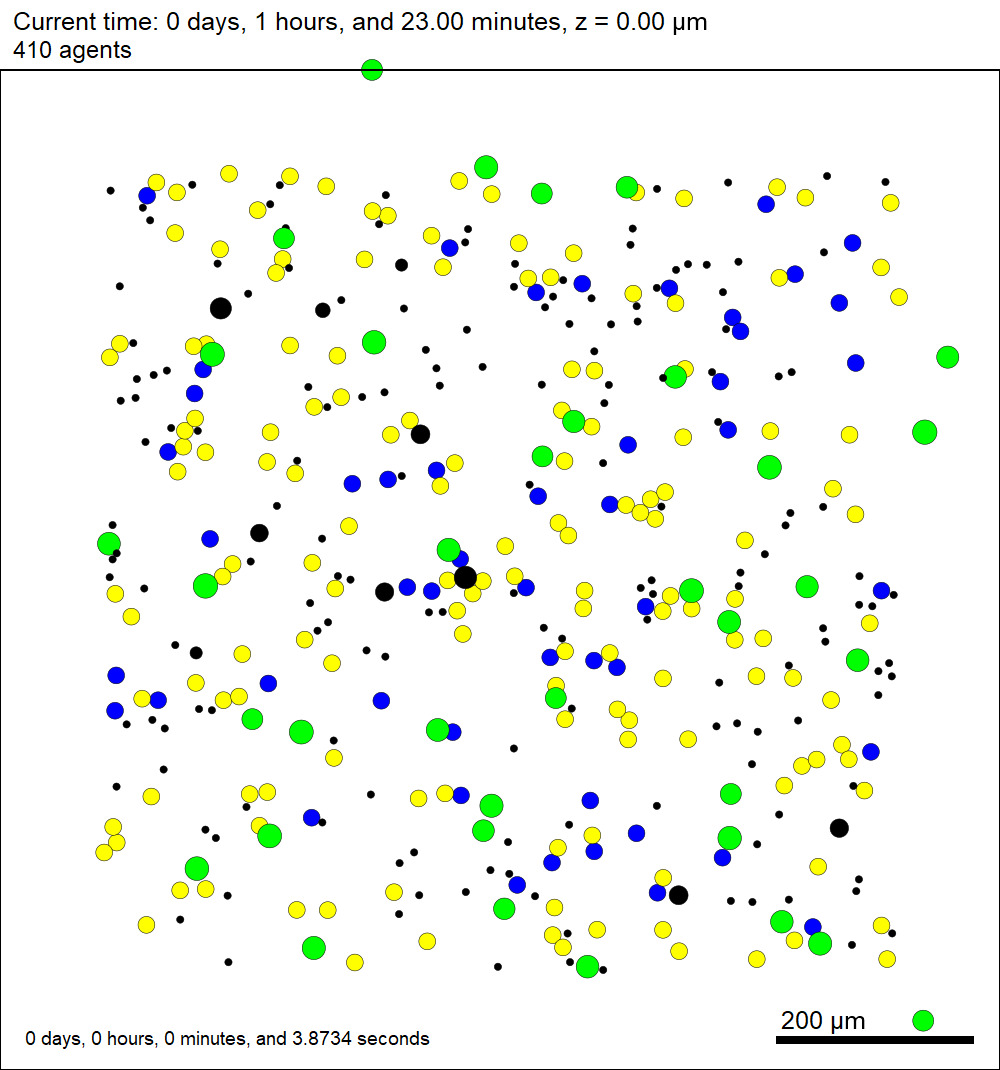 Current time: 0 days, 1 hours, and 23.00 minutes, z = 0.00 μm
410 agents
0 days, 0 hours, 0 minutes, and 3.8734 seconds
200 μm